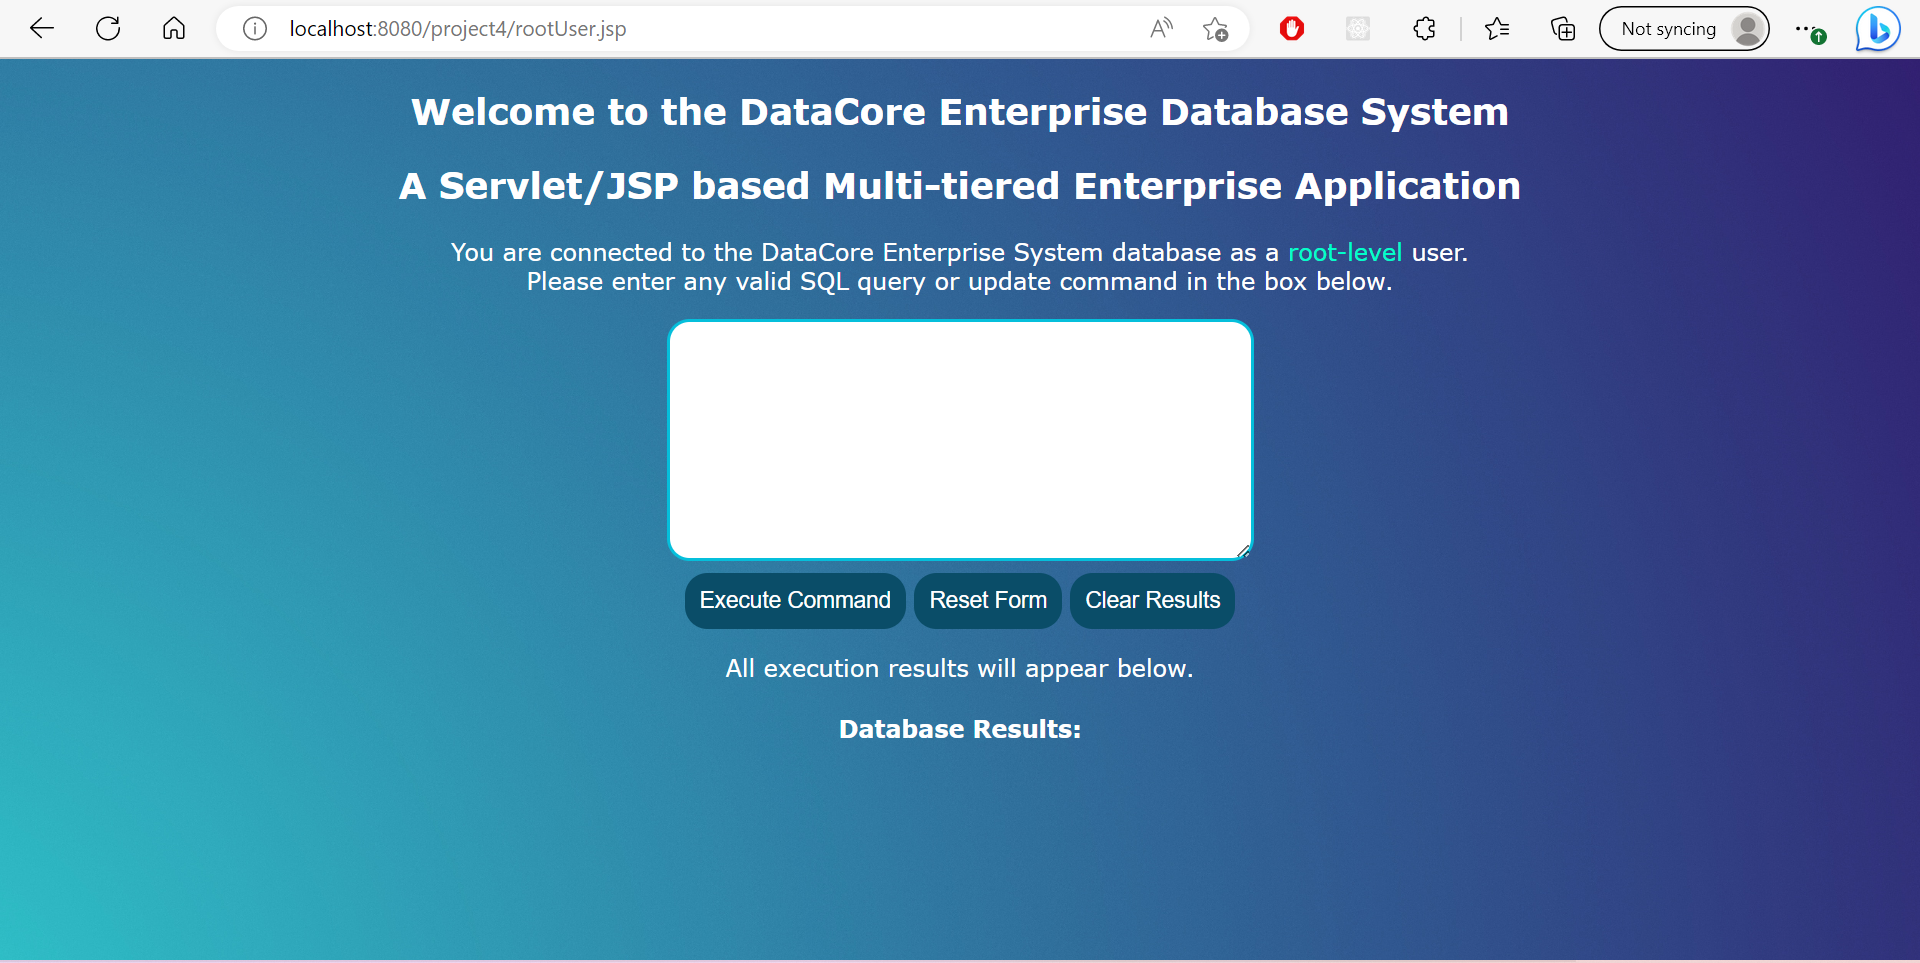 localhost:8080/project4/rootUser.jsp
Not syncing
Welcome to the DataCore Enterprise Database System
A Servlet/JSP based Multi-tiered Enterprise Application
You are connected to the DataCore Enterprise System database as a root-level user.
Please enter any valid SQL query or update command in the box below.
Execute Command Reset Form Clear Results
All execution results will appear below.
Database Results: